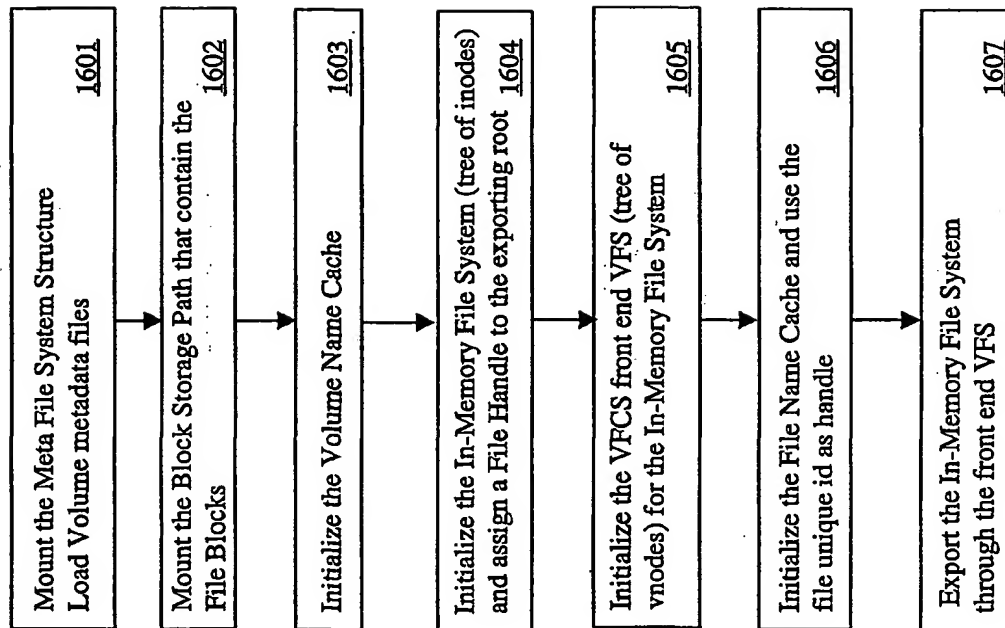 Mount the Meta File System Structure
Load Volume metadata files
1601
Mount the Block Storage Path that contain the
File Blocks
1602
Initialize the Volume Name Cache
1603
Initialize the In-Memory File System (tree of inodes)
and assign a File Handle to the exporting root
1604
Initialize the VFCS front end VFS (tree of
vnodes) for the In-Memory File System
1605
Initialize the File Name Cache and use the
file unique id as handle
1606
Export the In-Memory File System
through the front end VFS
1607